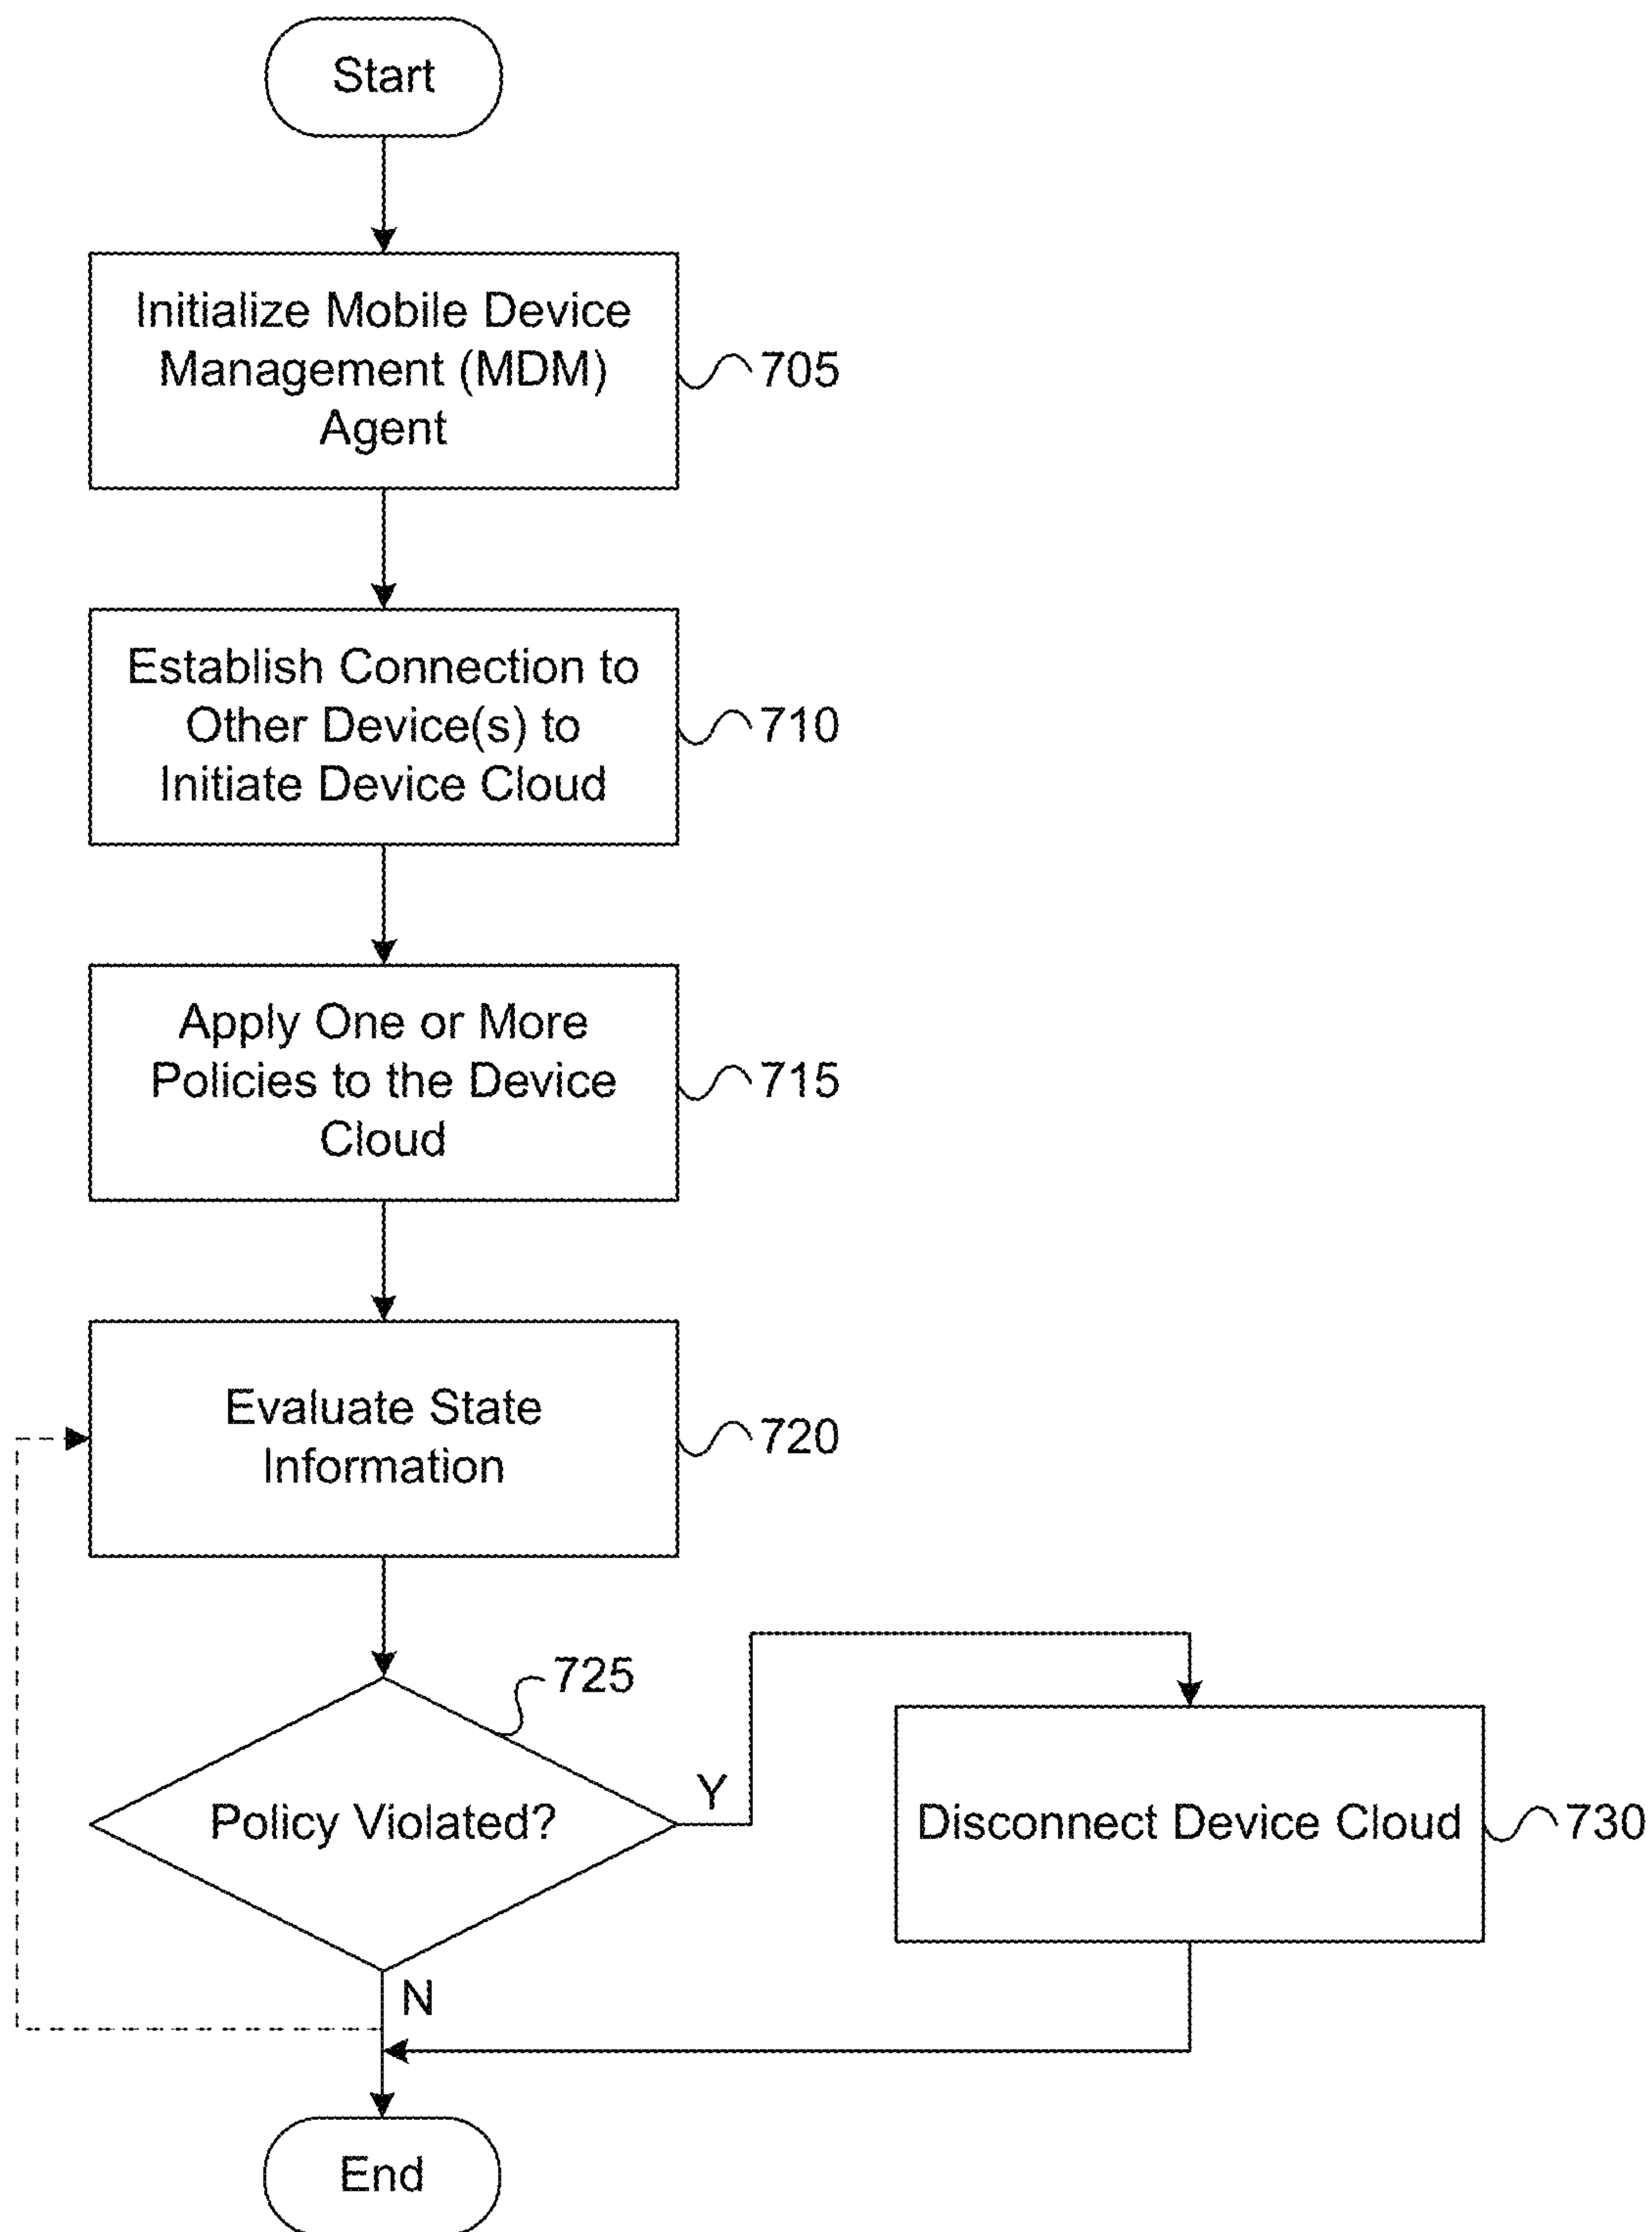 Start
Initialize Mobile Device
Management (MDM)
Agent
705
Establish Connection to
Other Device(s) to
Initiate Device Cloud
710
Apply One or More
Policies to the Device
Cloud
715
Evaluate State
Information
720
725
Policy Violated?
Y
Disconnect Device Cloud
730
N
End